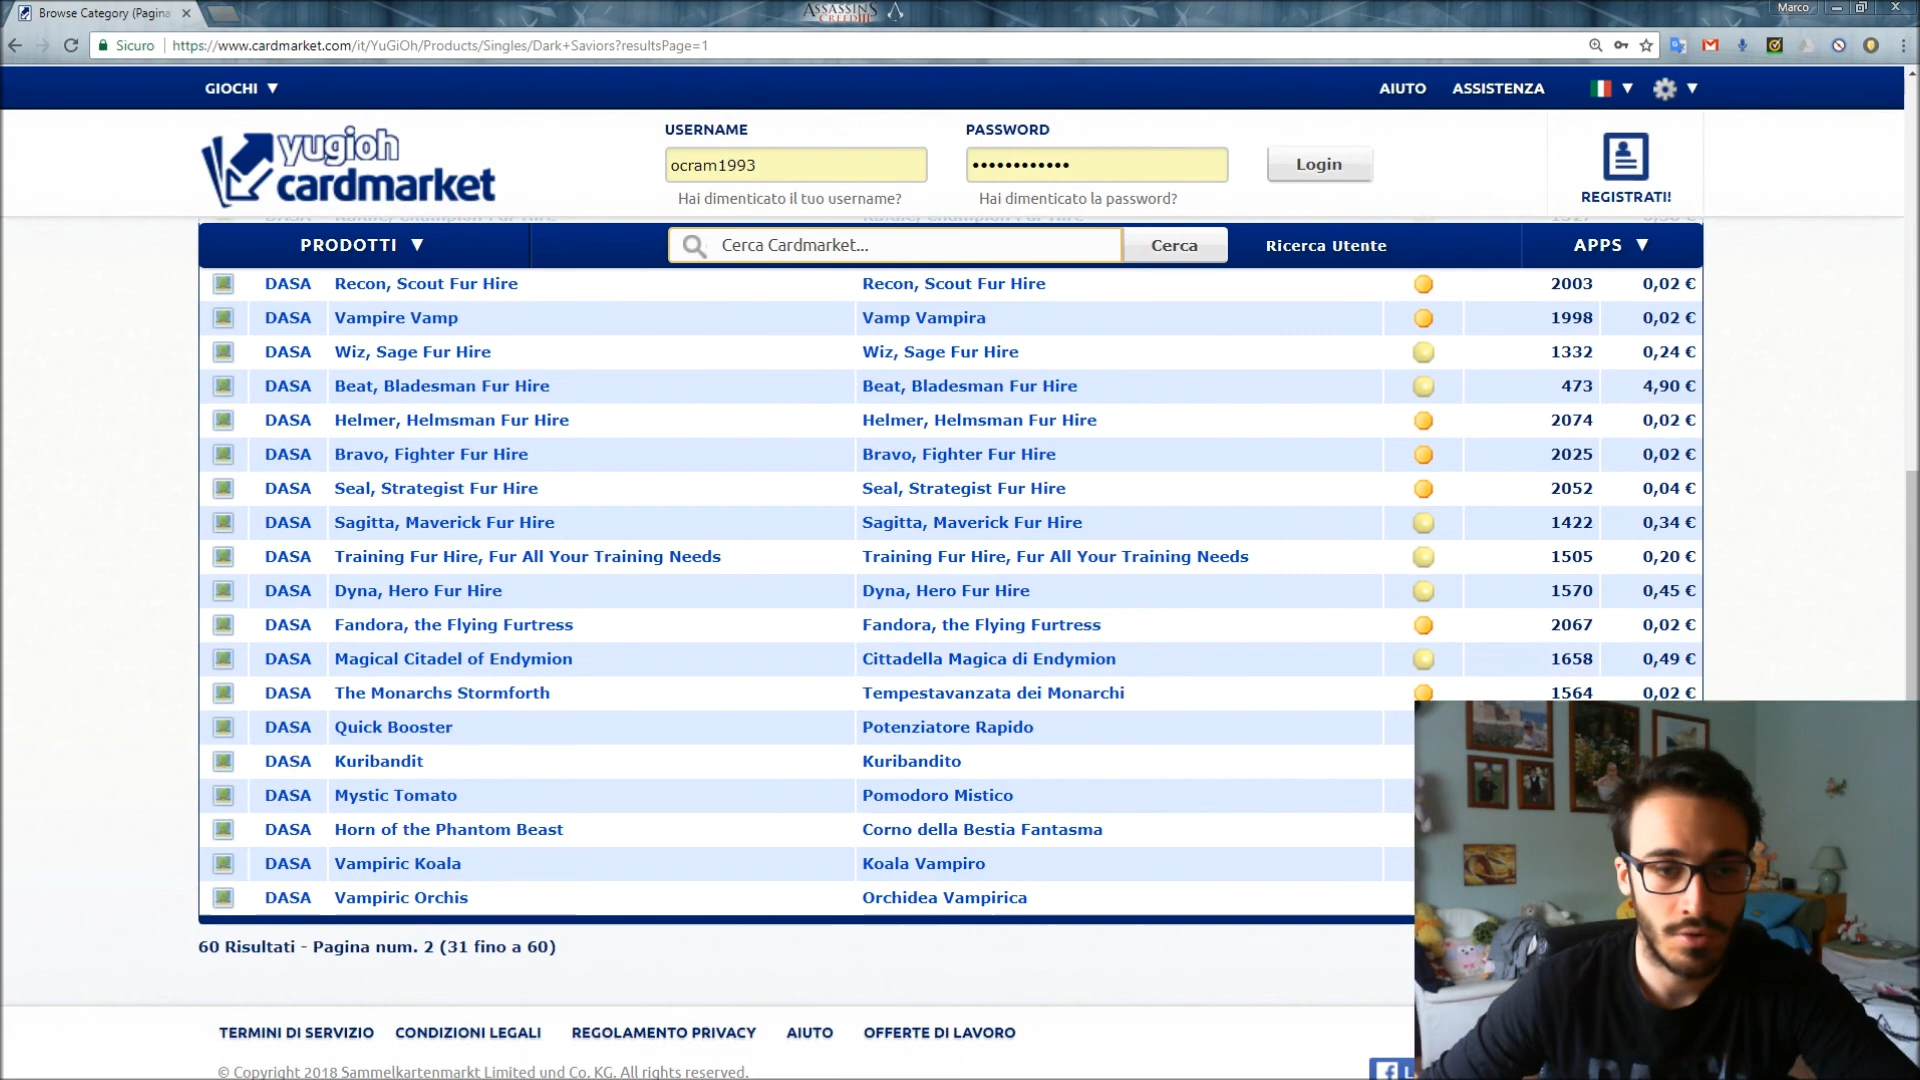 Browse Category (Pagina
ASSASSIN'S CREED III
Marco
Sicuro
https://www.cardmarket.com/it/YuGiOh/Products/Singles/Dark+Saviors?resultsPage=1
GIOCHI ▼
AIUTO
ASSISTENZA
yugioh
cardmarket
USERNAME
PASSWORD
ocram1993
••••••••••••
Login
Hai dimenticato il tuo username?
Hai dimenticato la password?
REGISTRATI!
PRODOTTI ▼
Cerca Cardmarket...
Cerca
Ricerca Utente
APPS ▼
DASA Recon, Scout Fur Hire Recon, Scout Fur Hire 2003 0,02 €
DASA Vampire Vamp Vamp Vampira 1998 0,02 €
DASA Wiz, Sage Fur Hire Wiz, Sage Fur Hire 1332 0,24 €
DASA Beat, Bladesman Fur Hire Beat, Bladesman Fur Hire 473 4,90 €
DASA Helmer, Helmsman Fur Hire Helmer, Helmsman Fur Hire 2074 0,02 €
DASA Bravo, Fighter Fur Hire Bravo, Fighter Fur Hire 2025 0,02 €
DASA Seal, Strategist Fur Hire Seal, Strategist Fur Hire 2052 0,04 €
DASA Sagitta, Maverick Fur Hire Sagitta, Maverick Fur Hire 1422 0,34 €
DASA Training Fur Hire, Fur All Your Training Needs Training Fur Hire, Fur All Your Training Needs 1505 0,20 €
DASA Dyna, Hero Fur Hire Dyna, Hero Fur Hire 1570 0,45 €
DASA Fandora, the Flying Furtress Fandora, the Flying Furtress 2067 0,02 €
DASA Magical Citadel of Endymion Cittadella Magica di Endymion 1658 0,49 €
DASA The Monarchs Stormforth Tempestavanzata dei Monarchi 1564 0,02 €
DASA Quick Booster Potenziatore Rapido
DASA Kuribandit Kuribandito
DASA Mystic Tomato Pomodoro Mistico
DASA Horn of the Phantom Beast Corno della Bestia Fantasma
DASA Vampiric Koala Koala Vampiro
DASA Vampiric Orchis Orchidea Vampirica
60 Risultati - Pagina num. 2 (31 fino a 60)
TERMINI DI SERVIZIO
CONDIZIONI LEGALI
REGOLAMENTO PRIVACY
AIUTO
OFFERTE DI LAVORO
© Copyright 2018 Sammelkartenmarkt Limited und Co. KG. All rights reserved.